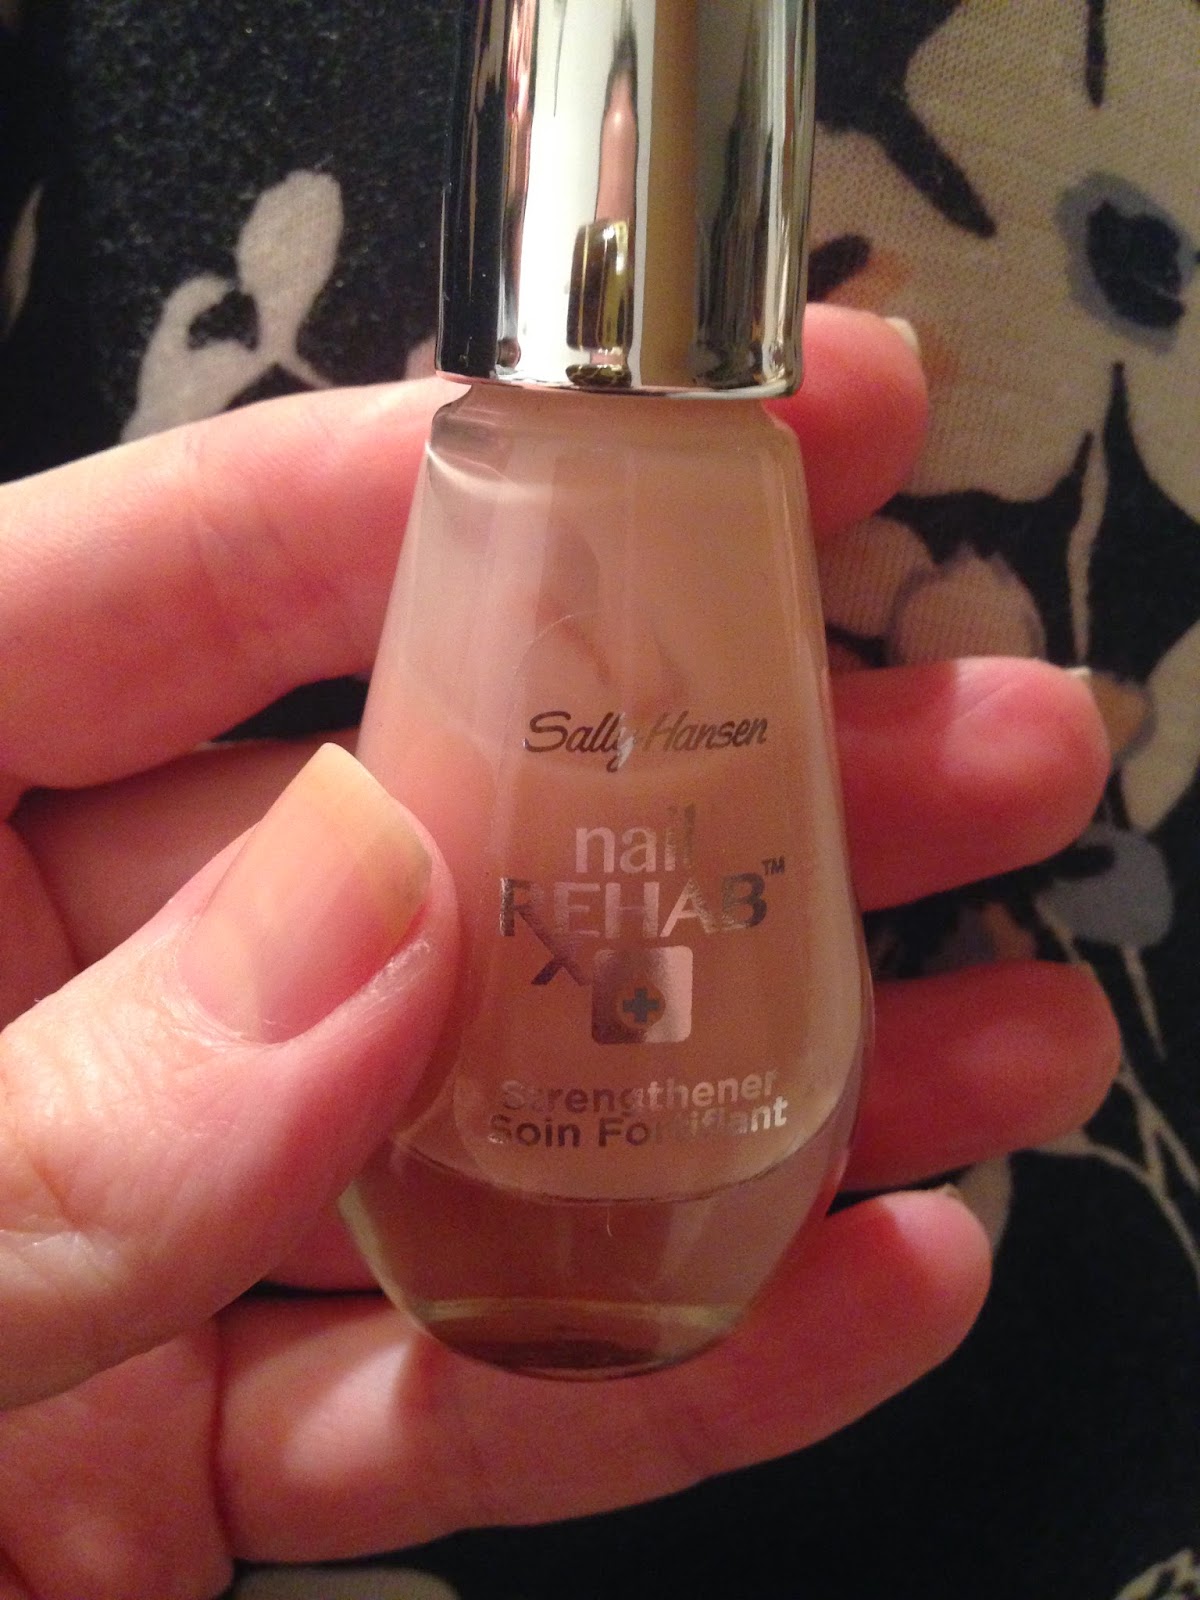 Sally Hansen
nail
REHAB™
x
Strengthener
Soin Fortifiant